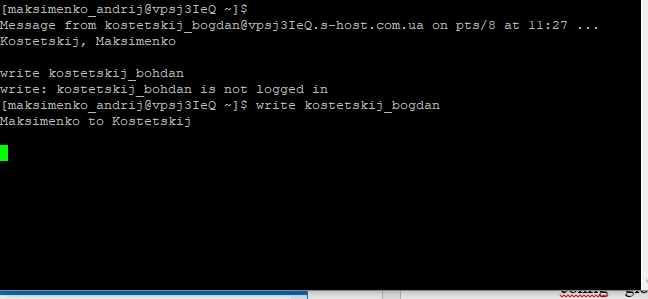 [maksimenko_andrij@vpsj3IeQ ~]$
Message from kostetskij_bogdan@vpsj3IeQ.s-host.com.ua on pts/8 at 11:27 ...
Kostetskij, Maksimenko
write kostetskij_bohdan
write: kostetskij_bohdan is not logged in
[maksimenko_andrij@vpsj3IeQ ~]$ write kostetskij_bogdan
Maksimenko to Kostetskij